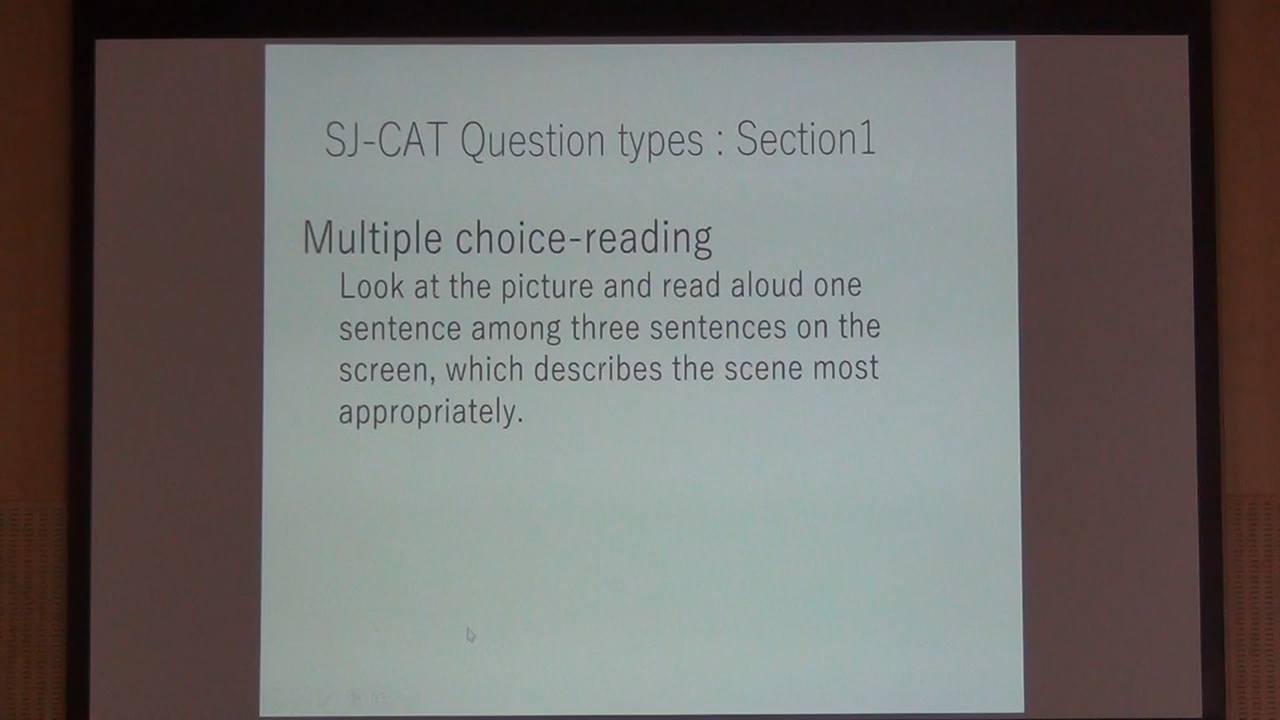 SJ-CAT Question types : Section1
Multiple choice-reading
Look at the picture and read aloud one
sentence among three sentences on the
screen, which describes the scene most
appropriately.